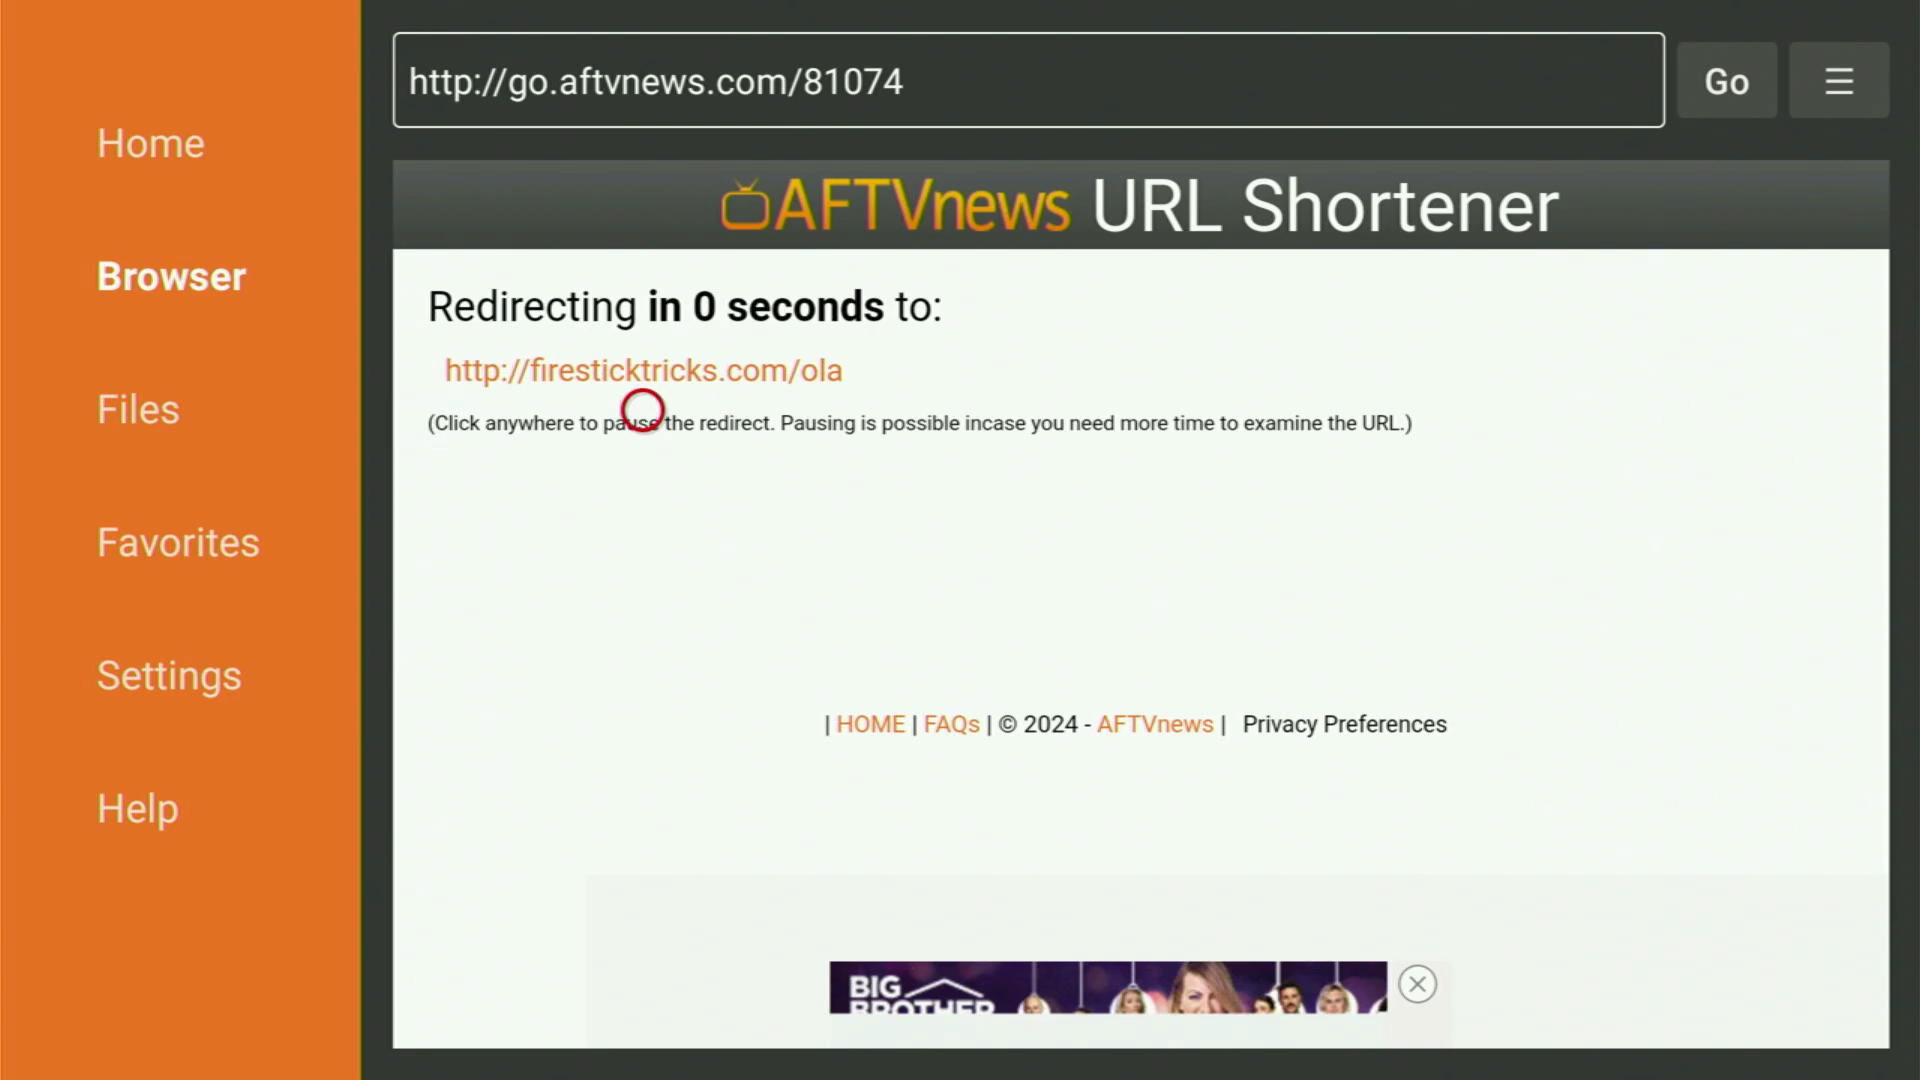 http://go.aftvnews.com/81074
Go
AFTVnews URL Shortener
Home
Browser
Files
Favorites
Settings
Help
Redirecting in 0 seconds to:
http://firesticktricks.com/ola
(Click anywhere to pause the redirect. Pausing is possible incase you need more time to examine the URL.)
| HOME | FAQs | © 2024 - AFTVnews | Privacy Preferences
BIG
BROTHER